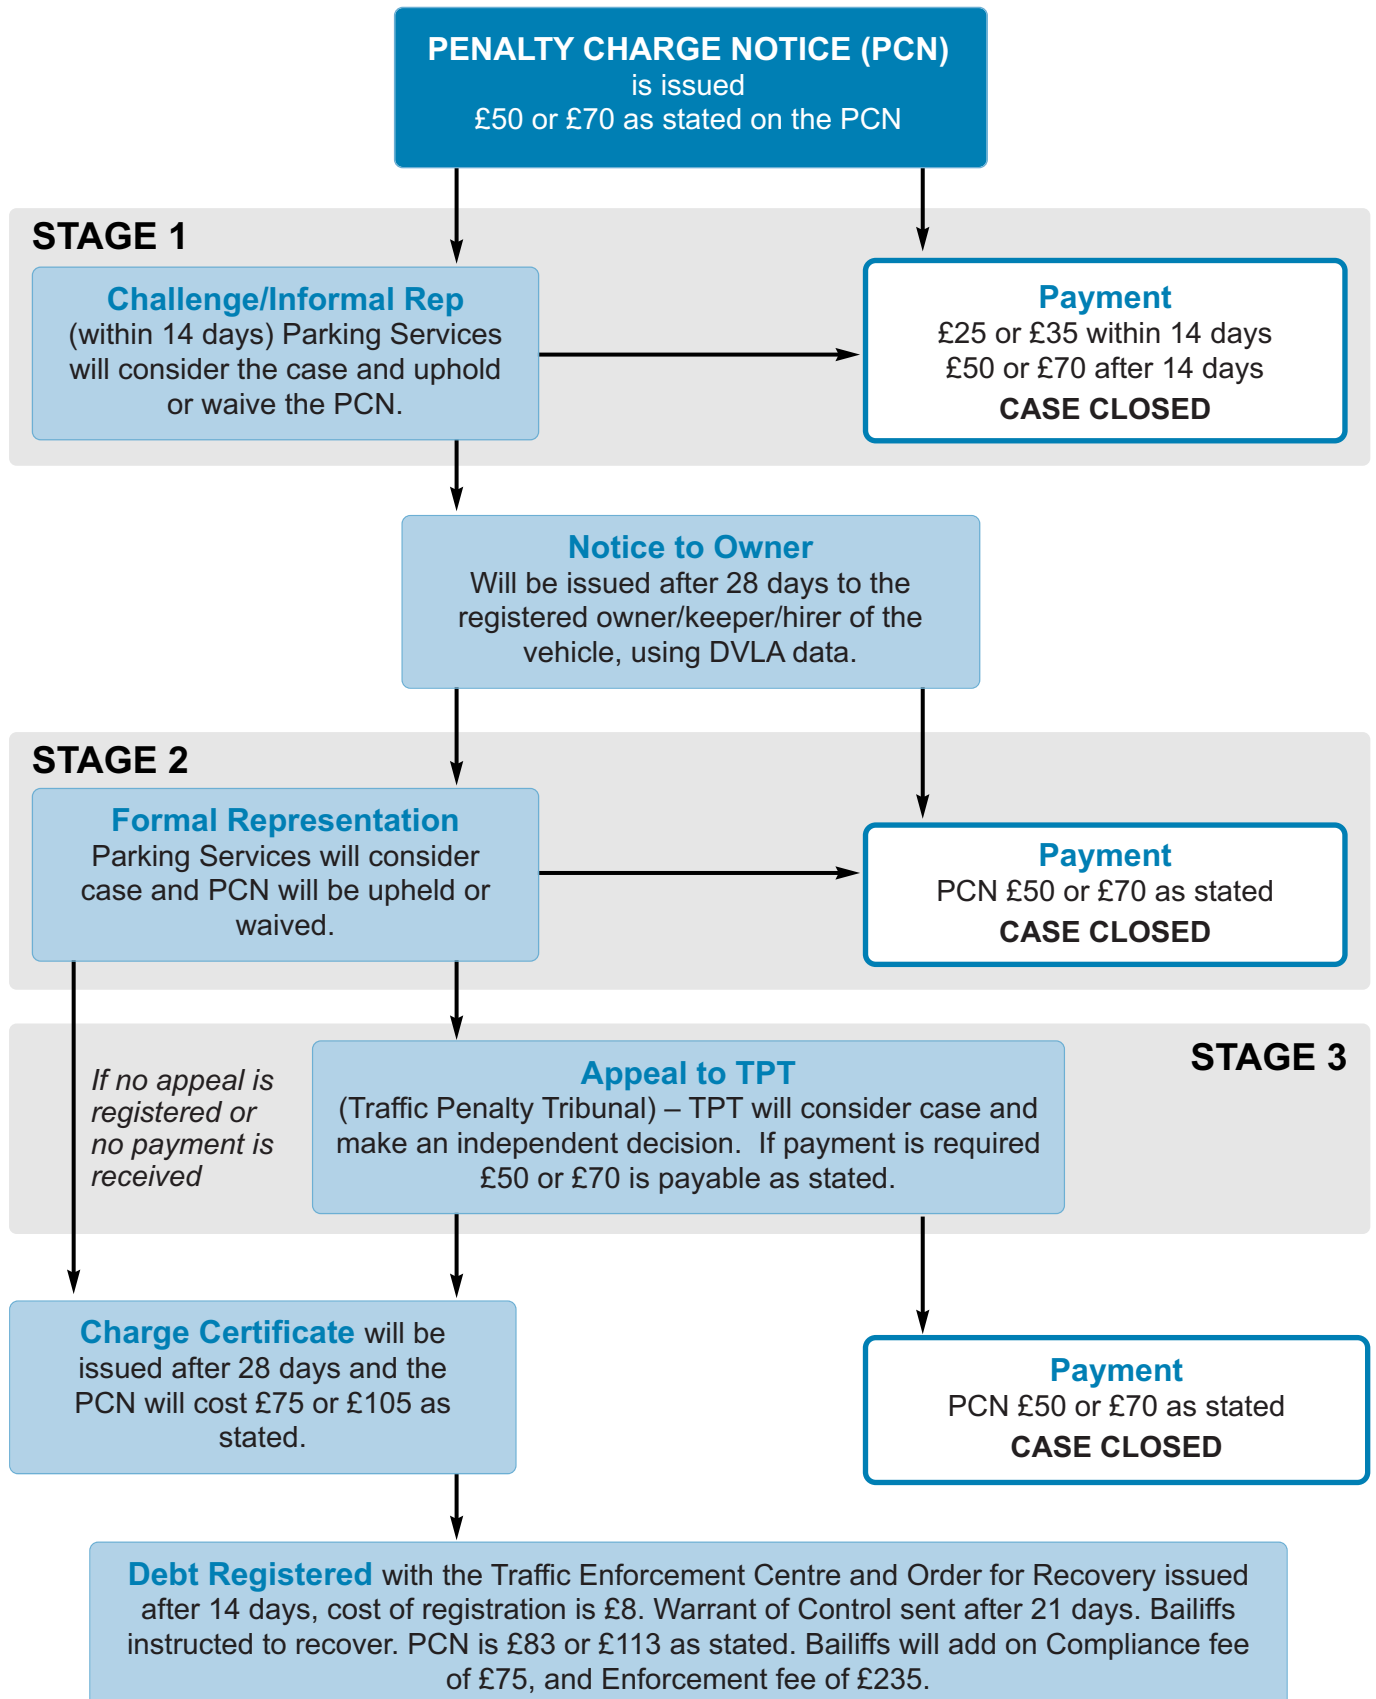 PENALTY CHARGE NOTICE (PCN)
is issued
£50 or £70 as stated on the PCN
STAGE 1
Challenge/Informal Rep
(within 14 days) Parking Services
will consider the case and uphold
or waive the PCN.
Payment
£25 or £35 within 14 days
£50 or £70 after 14 days
CASE CLOSED
Notice to Owner
Will be issued after 28 days to the
registered owner/keeper/hirer of the
vehicle, using DVLA data.
STAGE 2
Formal Representation
Parking Services will consider
case and PCN will be upheld or
waived.
Payment
PCN £50 or £70 as stated
CASE CLOSED
STAGE 3
If no appeal is
registered or
no payment is
received
Appeal to TPT
(Traffic Penalty Tribunal) – TPT will consider case and
make an independent decision.  If payment is required
£50 or £70 is payable as stated.
Charge Certificate will be
issued after 28 days and the
PCN will cost £75 or £105 as
stated.
Payment
PCN £50 or £70 as stated
CASE CLOSED
Debt Registered with the Traffic Enforcement Centre and Order for Recovery issued
after 14 days, cost of registration is £8. Warrant of Control sent after 21 days. Bailiffs
instructed to recover. PCN is £83 or £113 as stated. Bailiffs will add on Compliance fee
of £75, and Enforcement fee of £235.